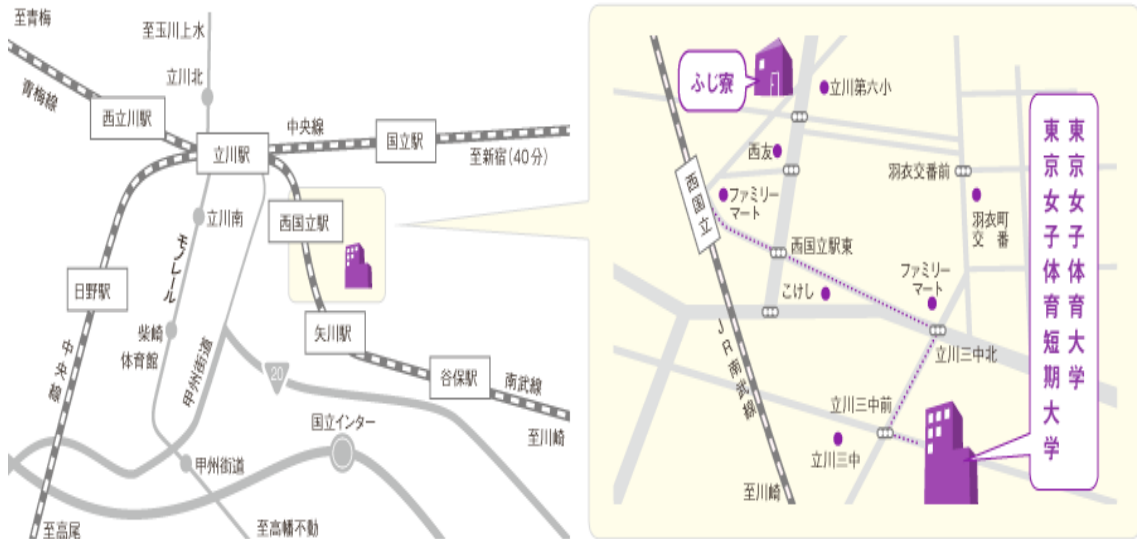 至青梅
至玉川上水
青梅線
立川北
西立川駅
中央線
立川駅
国立駅
至新宿(40分)
立川南
西国立駅
モノレール
日野駅
柴崎
体育館
甲州街道
矢川駅
20
谷保駅
南武線
中央線
国立インター
至川崎
甲州街道
至高尾
至高幡不動
ふじ寮
立川第六小
西友
羽衣交番前
西国立
ファミリー
マート
羽衣町
交番
西国立駅東
ファミリー
マート
こけし
JR南武線
立川三中北
立川三中前
立川三中
至川崎
東京女子体育大学
東京女子体育短期大学